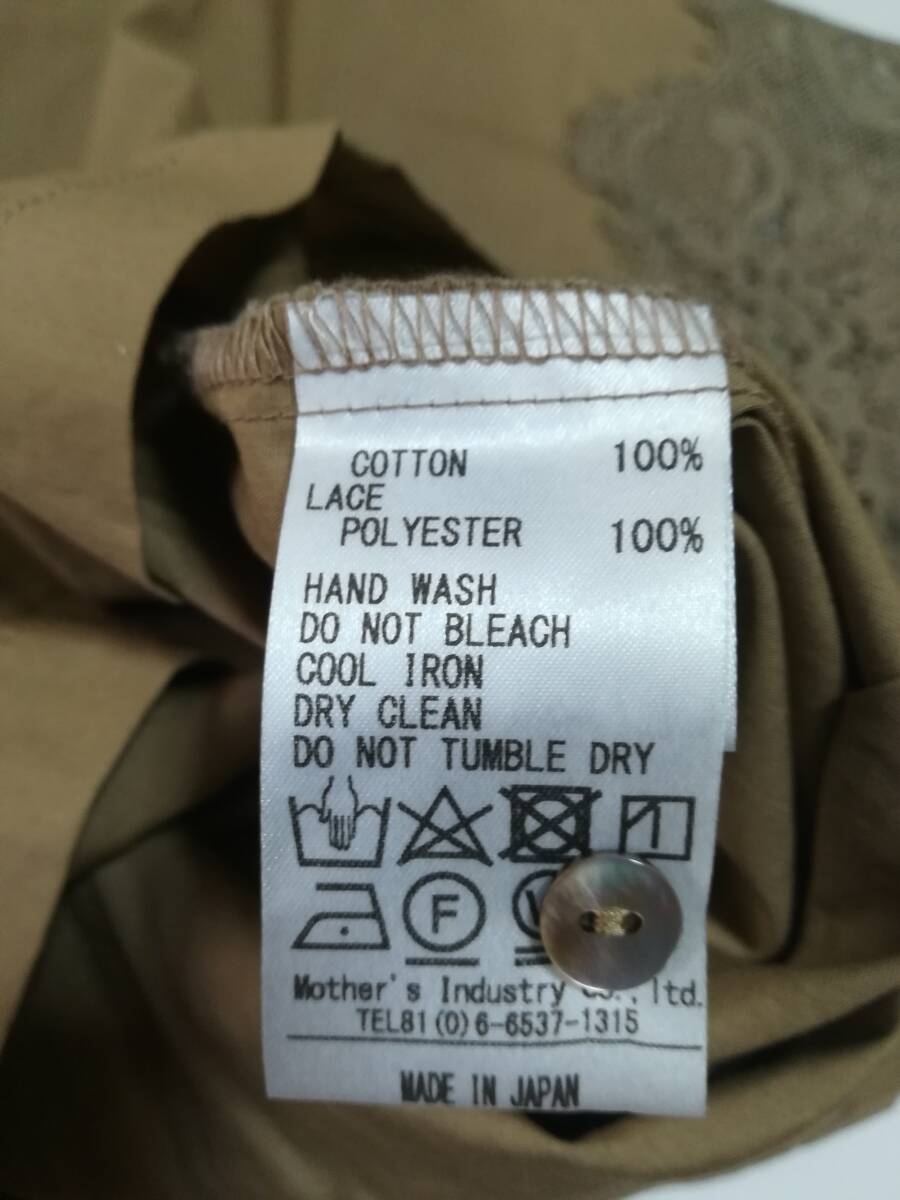 COTTON 100%
LACE
POLYESTER 100%
HAND WASH
DO NOT BLEACH
COOL IRON
DRY CLEAN
DO NOT TUMBLE DRY
F
Mother's Industry ltd.
TEL81(0)6-6537-1315
MADE IN JAPAN